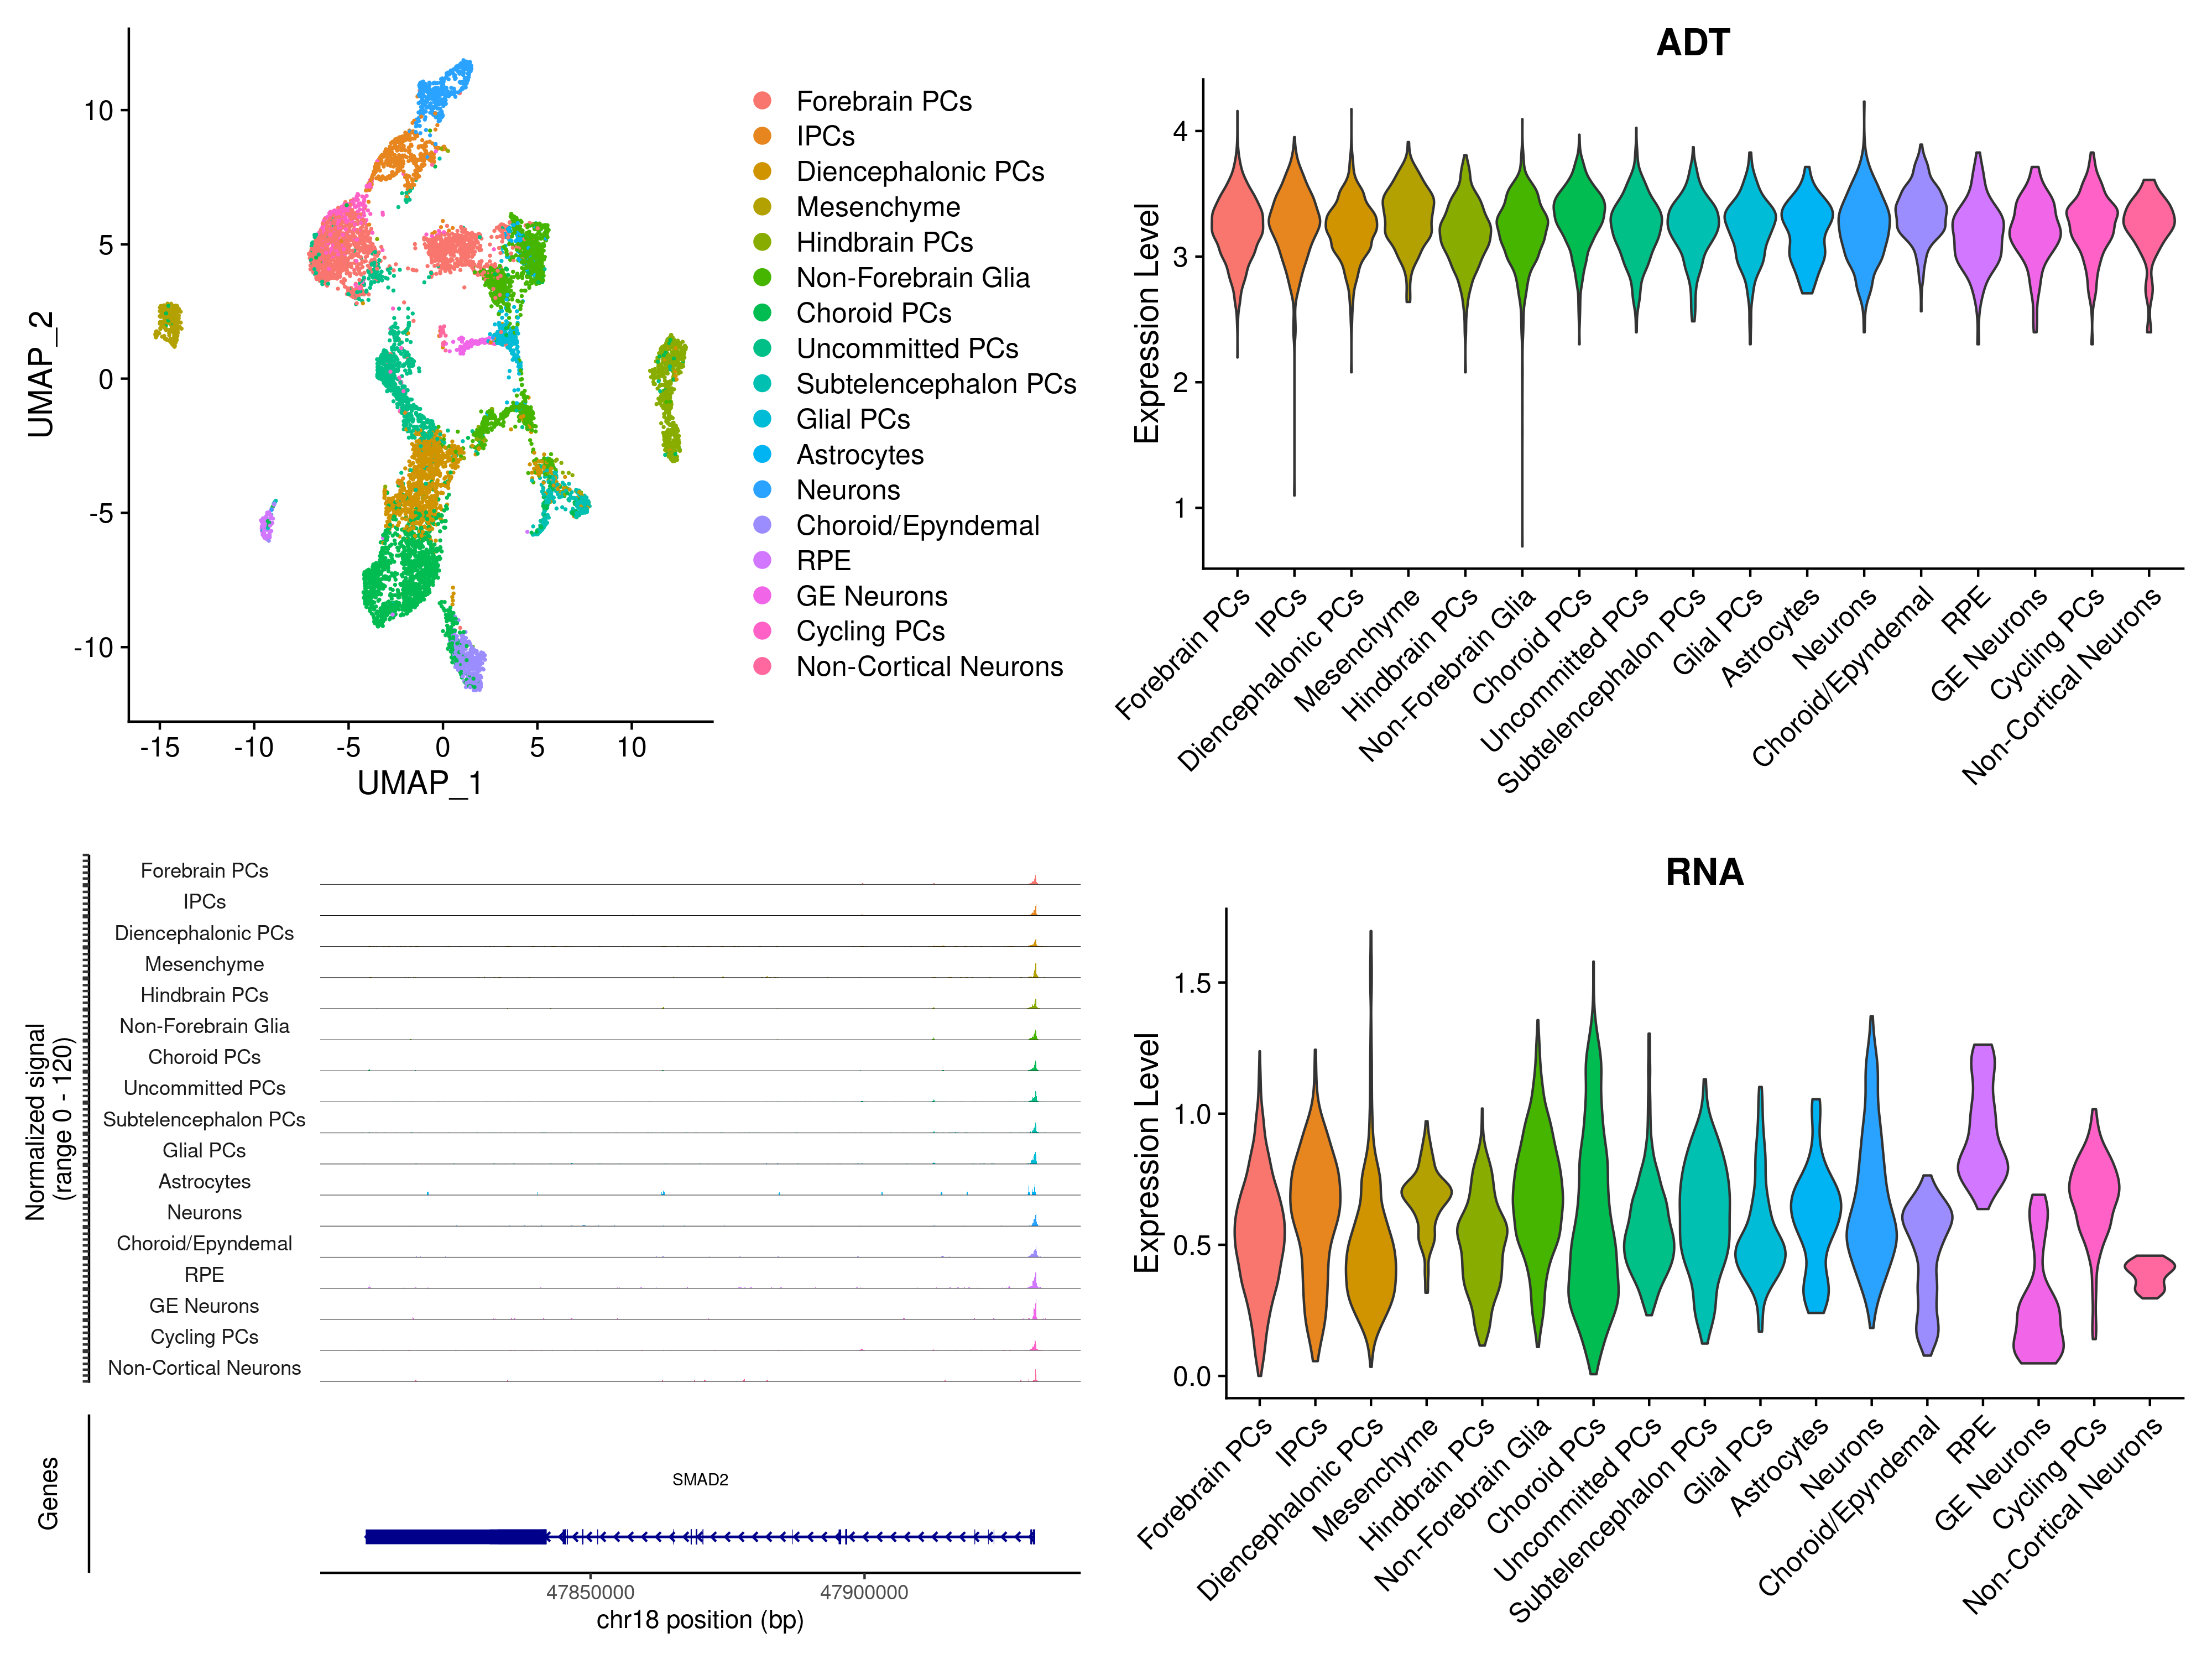 10
5
0
-5
-10
UMAP_2
-15
-10
-5
0
5
10
UMAP_1
Forebrain PCs
IPCs
Diencephalonic PCs
Mesenchyme
Hindbrain PCs
Non-Forebrain Glia
Choroid PCs
Uncommitted PCs
Subtelencephalon PCs
Glial PCs
Astrocytes
Neurons
Choroid/Epyndemal
RPE
GE Neurons
Cycling PCs
Non-Cortical Neurons
ADT
Expression Level
4
3
2
1
Forebrain PCs
IPCs
Diencephalonic PCs
Mesenchyme
Hindbrain PCs
Non-Forebrain Glia
Choroid PCs
Uncommitted PCs
Subtelencephalon PCs
Glial PCs
Astrocytes
Neurons
Choroid/Epyndemal
RPE
GE Neurons
Cycling PCs
Non-Cortical Neurons
Normalized signal
(range 0 - 120)
Forebrain PCs
IPCs
Diencephalonic PCs
Mesenchyme
Hindbrain PCs
Non-Forebrain Glia
Choroid PCs
Uncommitted PCs
Subtelencephalon PCs
Glial PCs
Astrocytes
Neurons
Choroid/Epyndemal
RPE
GE Neurons
Cycling PCs
Non-Cortical Neurons
Genes
SMAD2
47850000
47900000
chr18 position (bp)
RNA
Expression Level
1.5
1.0
0.5
0.0
Forebrain PCs
IPCs
Diencephalonic PCs
Mesenchyme
Hindbrain PCs
Non-Forebrain Glia
Choroid PCs
Uncommitted PCs
Subtelencephalon PCs
Glial PCs
Astrocytes
Neurons
Choroid/Epyndemal
RPE
GE Neurons
Cycling PCs
Non-Cortical Neurons